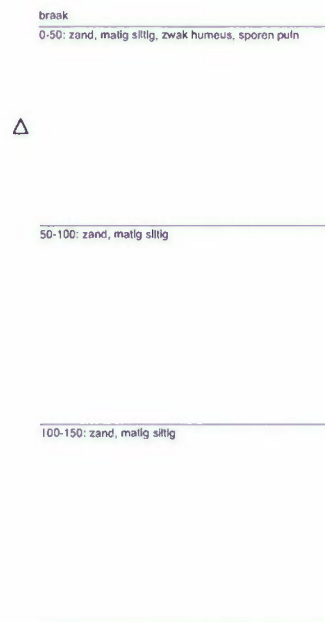 braak
0-50: zand, matig siltig, zwak humeus, sporen puin
50-100: zand, matig siltig
100-150: zand, matig siltig